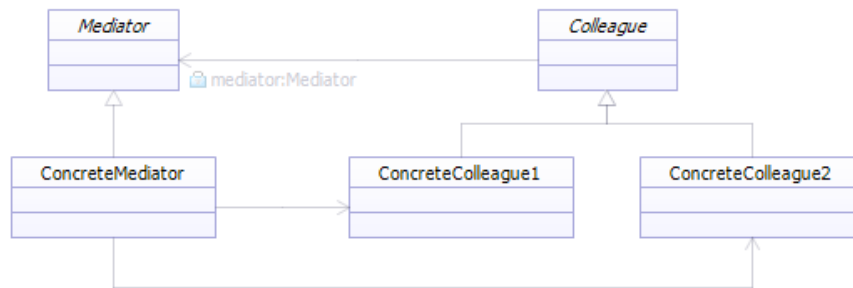 Mediator
Colleague
mediator:Mediator
ConcreteMediator
ConcreteColleague1
ConcreteColleague2